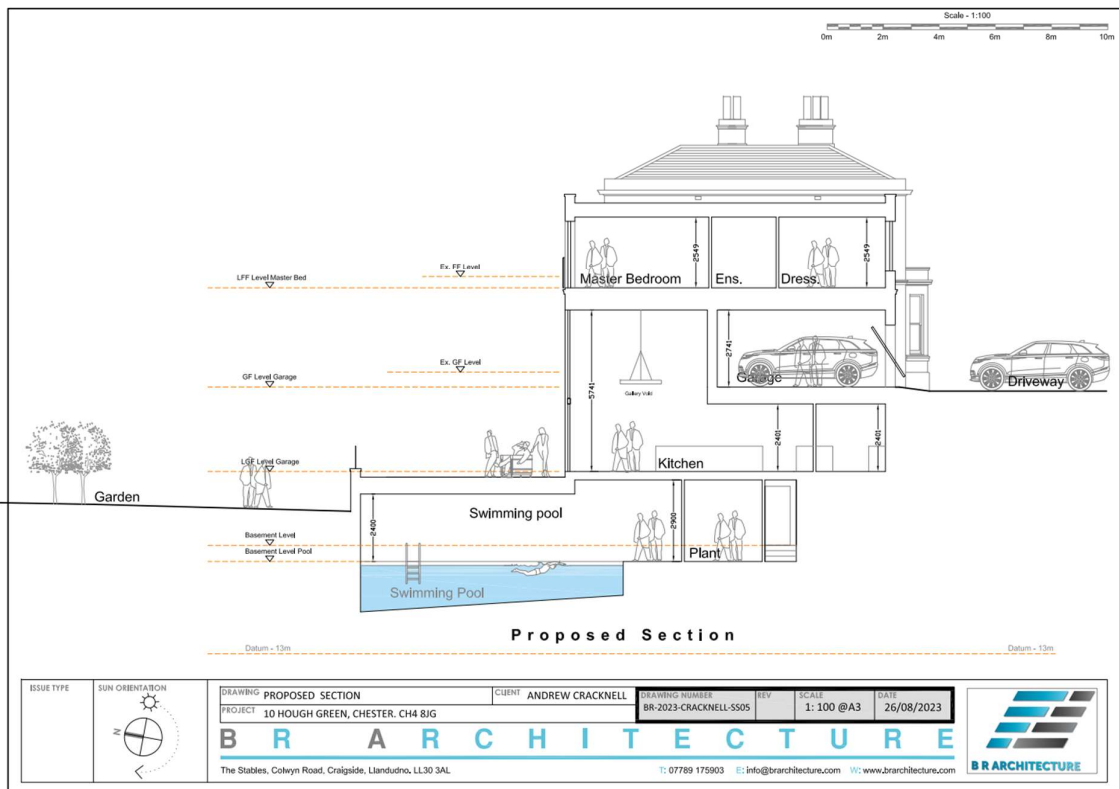 Scale - 1:100
0m 2m 4m 6m 8m 10m
2549
2549
Ex. FF Level
LFF Level Master Bed
Master Bedroom Ens. Dress.
2741
5741
Ex. GF Level
GF Level Garage
Garage
Driveway
Gallery Void
2401
2401
LGF Level Garage
Kitchen
Garden
Swimming pool
2400
2900
Basement Level
Basement Level Pool
Plant
Swimming Pool
Proposed Section
Datum - 13m
Datum - 13m
ISSUE TYPE
SUN ORIENTATION
N
DRAWING PROPOSED SECTION
CLIENT ANDREW CRACKNELL
PROJECT 10 HOUGH GREEN, CHESTER. CH4 8JG
DRAWING NUMBER
BR-2023-CRACKNELL-SS05
REV
SCALE
1: 100 @A3
DATE
26/08/2023
BR ARCHITECTURE
The Stables, Colwyn Road, Craigside, Llandudno. LL30 3AL
T: 07789 175903 E: info@brarchitecture.com W: www.brarchitecture.com
B R ARCHITECTURE